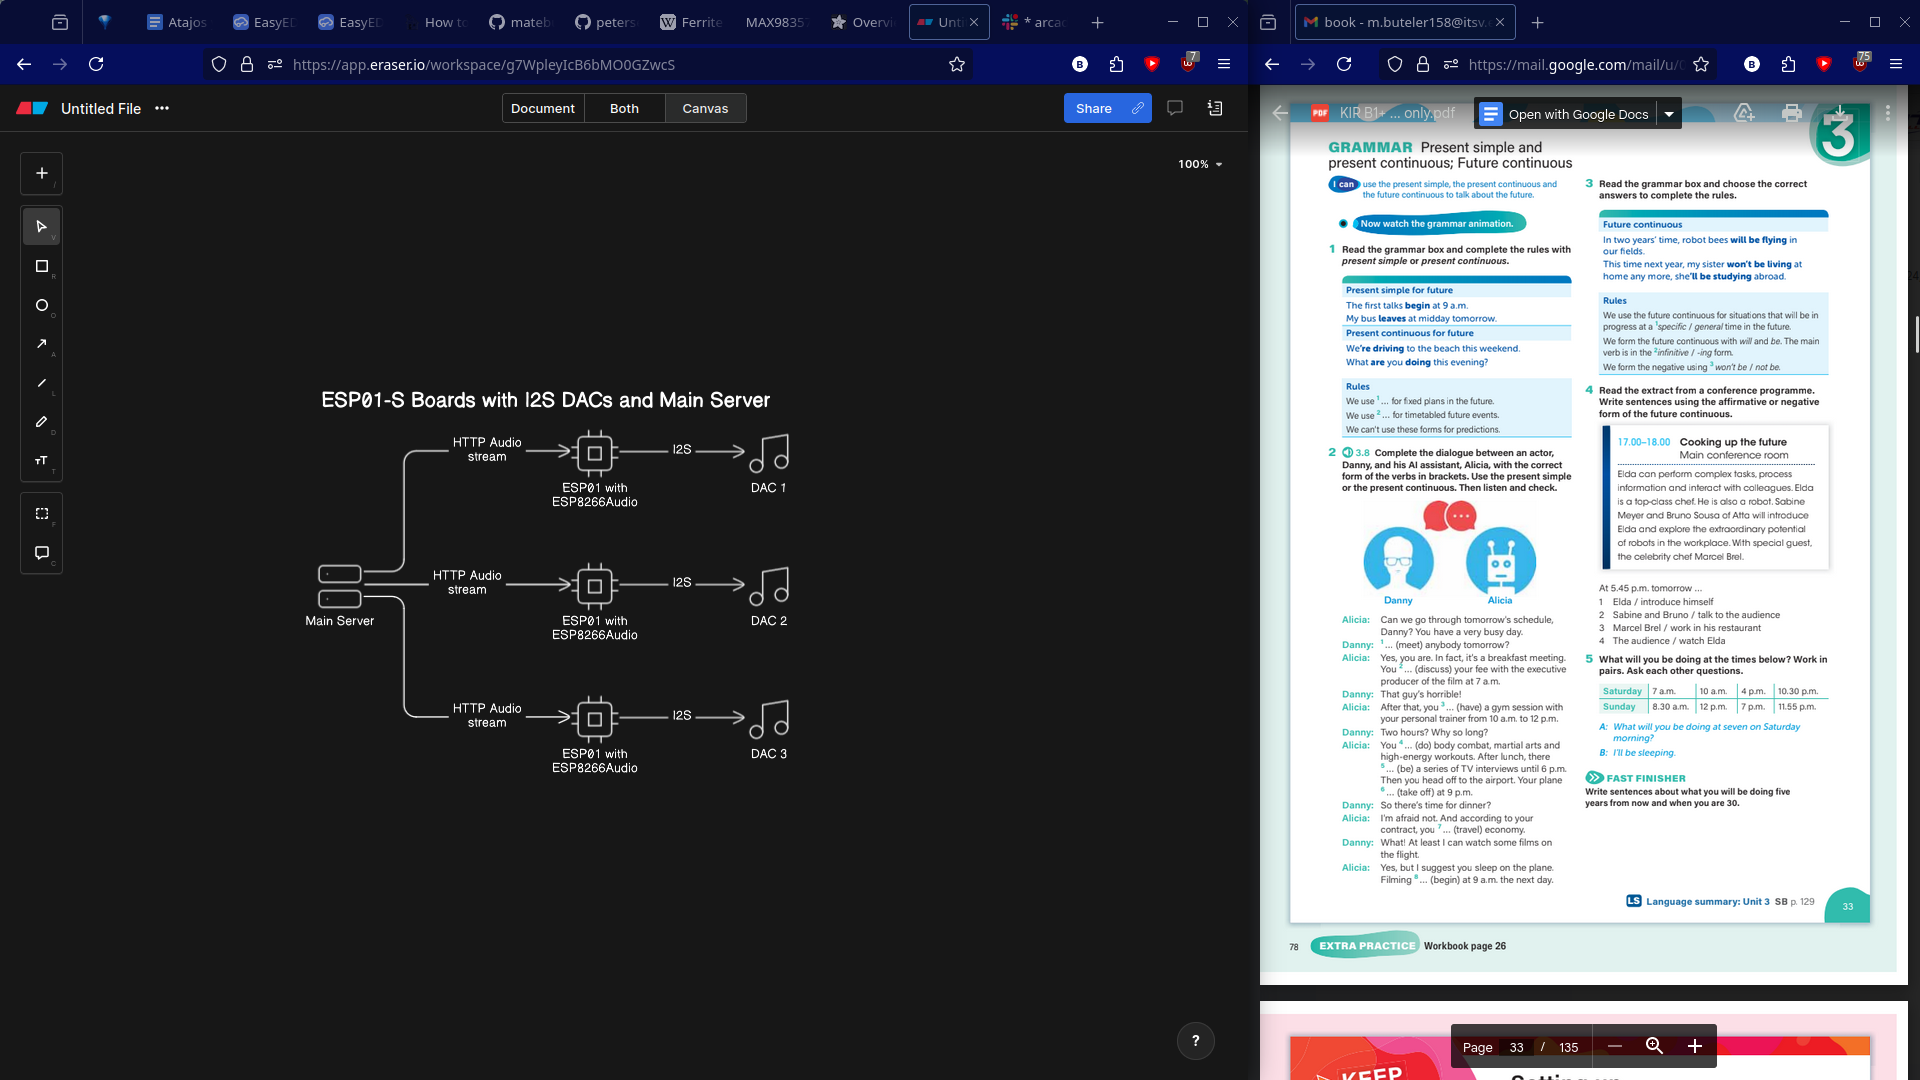 Atajos
EasyED
EasyED
How to
mateb
peters
Ferrite
MAX9835
Overvi
Unti
* arca
https://app.eraser.io/workspace/g7WpleyIcB6bMO0GZwcS
7
Untitled File
Document
Both
Canvas
Share
100%
ESP01-S Boards with I2S DACs and Main Server
HTTP Audio
stream
I2S
ESP01 with
ESP8266Audio
DAC 1
HTTP Audio
stream
I2S
Main Server
ESP01 with
ESP8266Audio
DAC 2
HTTP Audio
stream
I2S
ESP01 with
ESP8266Audio
DAC 3
?
book - m.buteler158@itsv.
https://mail.google.com/mail/u/0
75
KIR B1+ ... only.pdf
Open with Google Docs
3
GRAMMAR Present simple and
present continuous; Future continuous
I can use the present simple, the present continuous and
the future continuous to talk about the future.
Now watch the grammar animation.
1 Read the grammar box and complete the rules with
present simple or present continuous.
Present simple for future
The first talks begin at 9 a.m.
My bus leaves at midday tomorrow.
Present continuous for future
We're driving to the beach this weekend.
What are you doing this evening?
Rules
We use 1... for fixed plans in the future.
We use 2... for timetabled future events.
We can't use these forms for predictions.
2 3.8 Complete the dialogue between an actor,
Danny, and his AI assistant, Alicia, with the correct
form of the verbs in brackets. Use the present simple
or the present continuous. Then listen and check.
Danny
Alicia
Alicia: Can we go through tomorrow's schedule,
Danny? You have a very busy day.
Danny: 1... (meet) anybody tomorrow?
Alicia: Yes, you are. In fact, it's a breakfast meeting.
You 2... (discuss) your fee with the executive
producer of the film at 7 a.m.
Danny: That guy's horrible!
Alicia: After that, you 3... (have) a gym session with
your personal trainer from 10 a.m. to 12 p.m.
Danny: Two hours? Why so long?
Alicia: You 4... (do) body combat, martial arts and
high-energy workouts. After lunch, there
5... (be) a series of TV interviews until 6 p.m.
Then you head off to the airport. Your plane
6... (take off) at 9 p.m.
Danny: So there's time for dinner?
Alicia: I'm afraid not. And according to your
contract, you 7... (travel) economy.
Danny: What! At least I can watch some films on
the flight.
Alicia: Yes, but I suggest you sleep on the plane.
Filming 8... (begin) at 9 a.m. the next day.
3 Read the grammar box and choose the correct
answers to complete the rules.
Future continuous
In two years' time, robot bees will be flying in
our fields.
This time next year, my sister won't be living at
home any more, she'll be studying abroad.
Rules
We use the future continuous for situations that will be in
progress at a 1specific / general time in the future.
We form the future continuous with will and be. The main
verb is in the 2infinitive / -ing form.
We form the negative using 3won't be / not be.
4 Read the extract from a conference programme.
Write sentences using the affirmative or negative
form of the future continuous.
17.00–18.00 Cooking up the future
Main conference room
Elda can perform complex tasks, process
information and interact with colleagues. Elda
is a top-class chef. He is also a robot. Sabine
Meyer and Bruno Sousa of Atta will introduce
Elda and explore the extraordinary potential
of robots in the workplace. With special guest,
the celebrity chef Marcel Brel.
At 5.45 p.m. tomorrow ...
1 Elda / introduce himself
2 Sabine and Bruno / talk to the audience
3 Marcel Brel / work in his restaurant
4 The audience / watch Elda
5 What will you be doing at the times below? Work in
pairs. Ask each other questions.
Saturday 7 a.m. 10 a.m. 4 p.m. 10.30 p.m.
Sunday 8.30 a.m. 12 p.m. 7 p.m. 11.55 p.m.
A: What will you be doing at seven on Saturday
morning?
B: I'll be sleeping.
FAST FINISHER
Write sentences about what you will be doing five
years from now and when you are 30.
LS Language summary: Unit 3 SB p. 129
33
78 EXTRA PRACTICE Workbook page 26
KEEP
Page 33 / 135